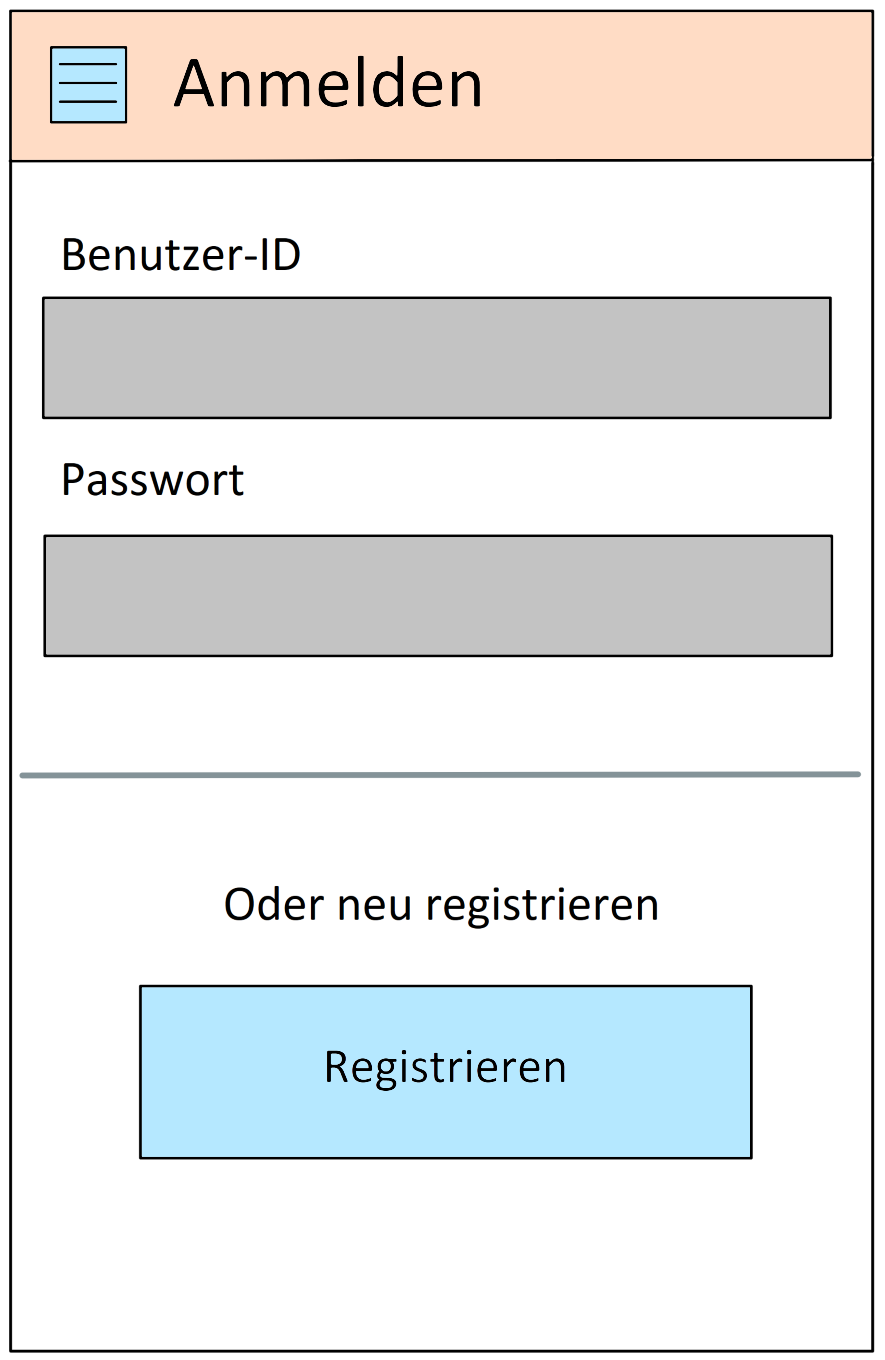 Anmelden
Benutzer-ID
Passwort
Oder neu registrieren
Registrieren